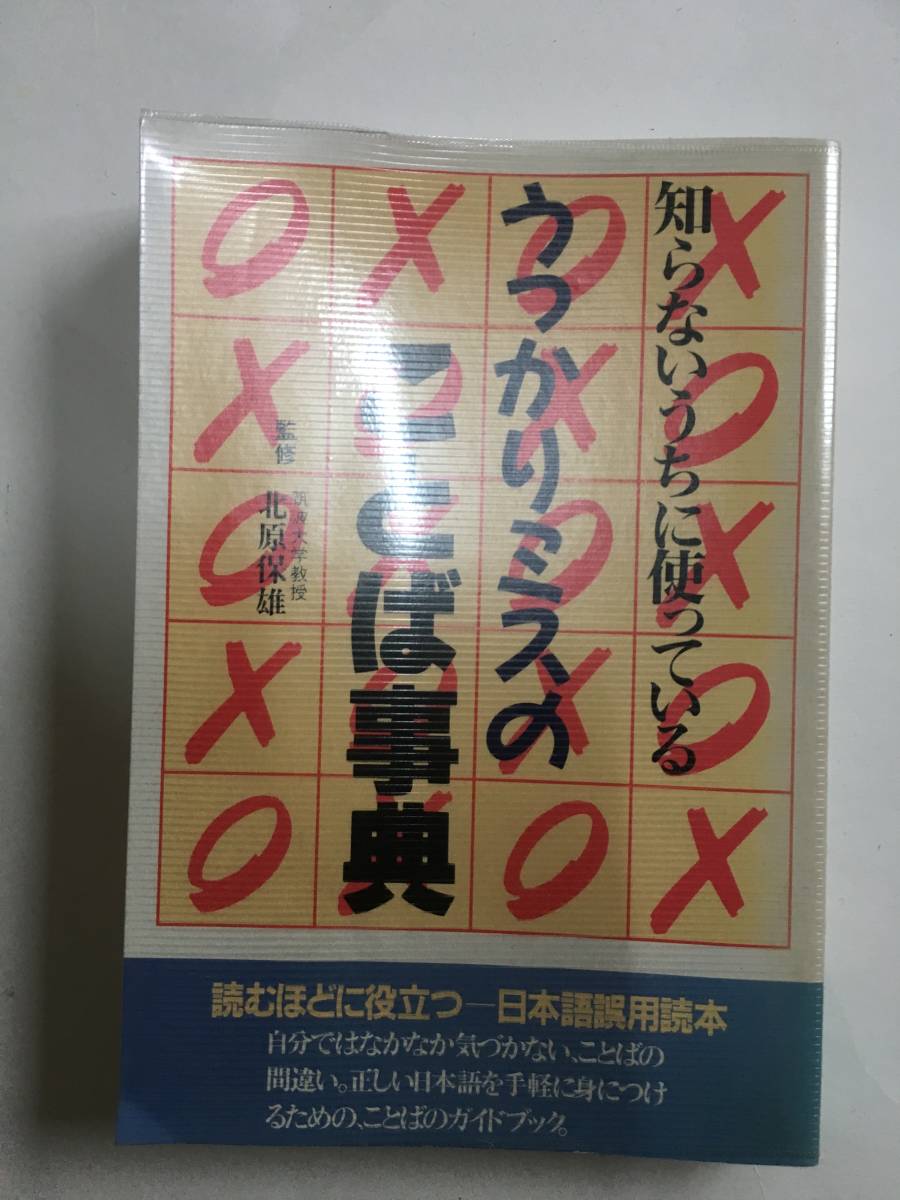 知らないうちに使っている
うっかりミスの
ことば事典
監修
筑波大学教授
北原保雄
読むほどに役立つ―日本語誤用読本
自分ではなかなか気づかない、ことばの
間違い。正しい日本語を手軽に身につけ
るための、ことばのガイドブック。